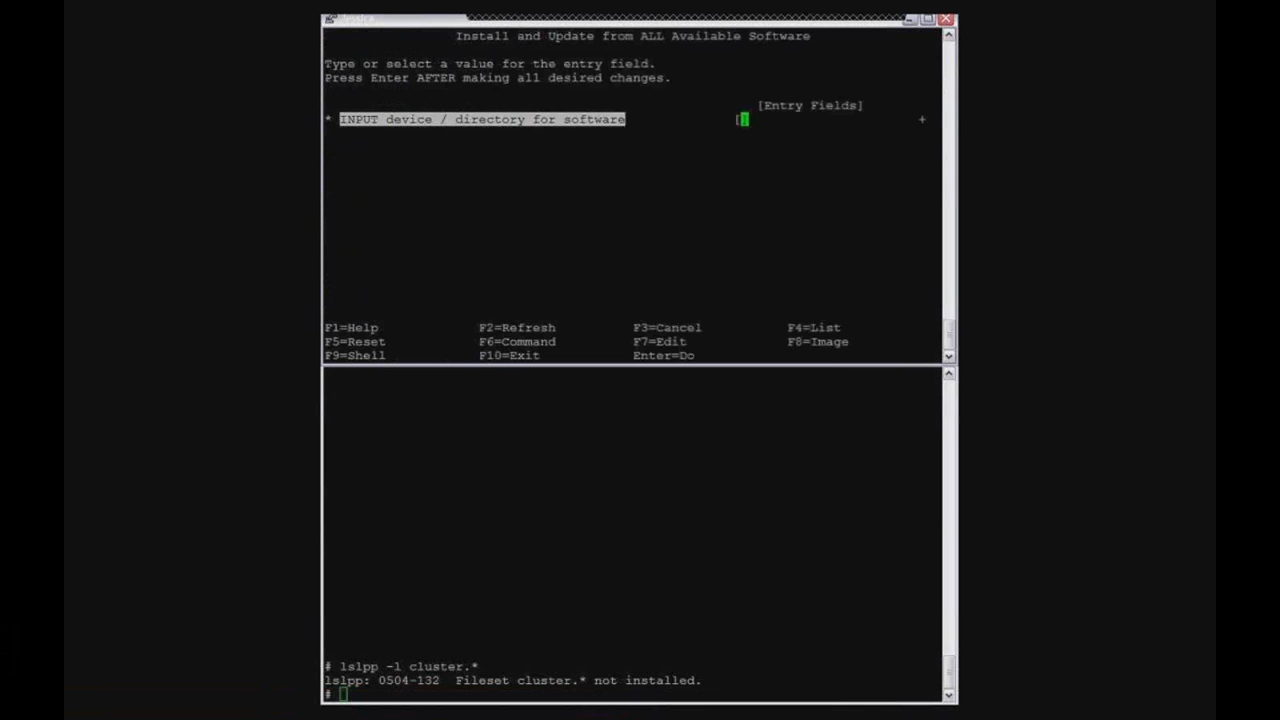 jessica
Install and Update from ALL Available Software
Type or select a value for the entry field.
Press Enter AFTER making all desired changes.
[Entry Fields]
* INPUT device / directory for software [] +
F1=Help F2=Refresh F3=Cancel F4=List
F5=Reset F6=Command F7=Edit F8=Image
F9=Shell F10=Exit Enter=Do
# lslpp -l cluster.*
lslpp: 0504-132 Fileset cluster.* not installed.
#